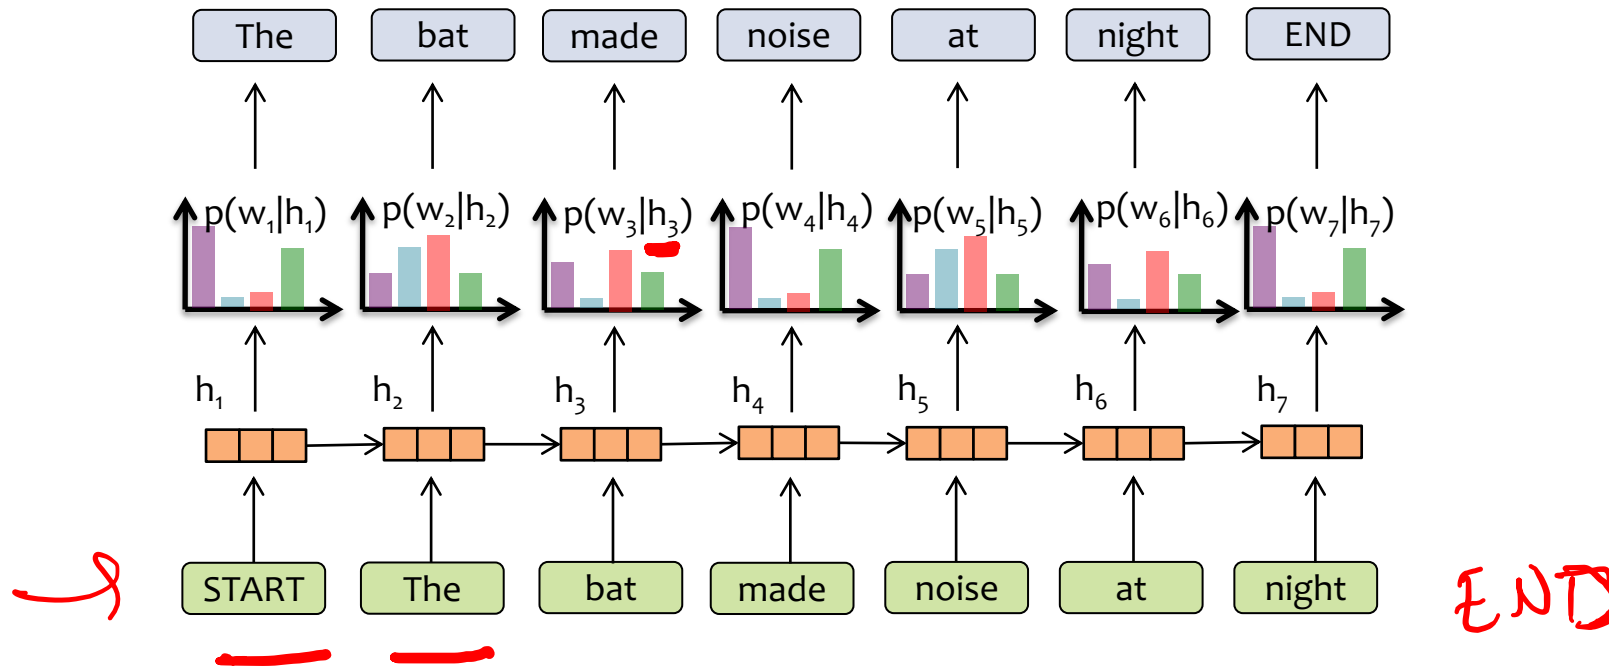 The bat made noise at night END
p(w₁|h₁) p(w₂|h₂) p(w₃|h₃) p(w₄|h₄) p(w₅|h₅) p(w₆|h₆) p(w₇|h₇)
h₁ h₂ h₃ h₄ h₅ h₆ h₇
START The bat made noise at night END